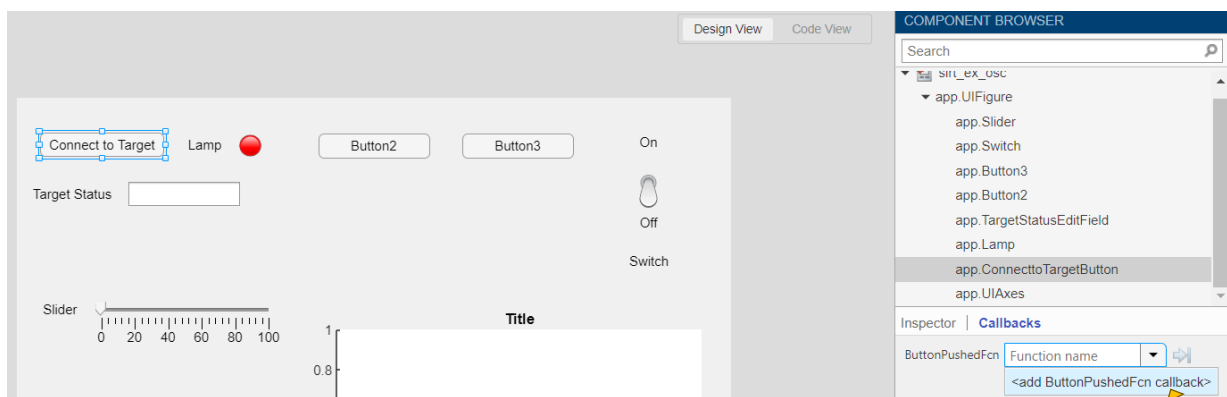 Design View Code View
Connect to Target Lamp Button2 Button3 On
Target Status
Off
Switch
Slider
0 20 40 60 80 100
Title
1
0.8
COMPONENT BROWSER
Search
slrt_ex_osc
app.UIFigure
app.Slider
app.Switch
app.Button3
app.Button2
app.TargetStatusEditField
app.Lamp
app.ConnecttoTargetButton
app.UIAxes
Inspector | Callbacks
ButtonPushedFcn Function name
<add ButtonPushedFcn callback>